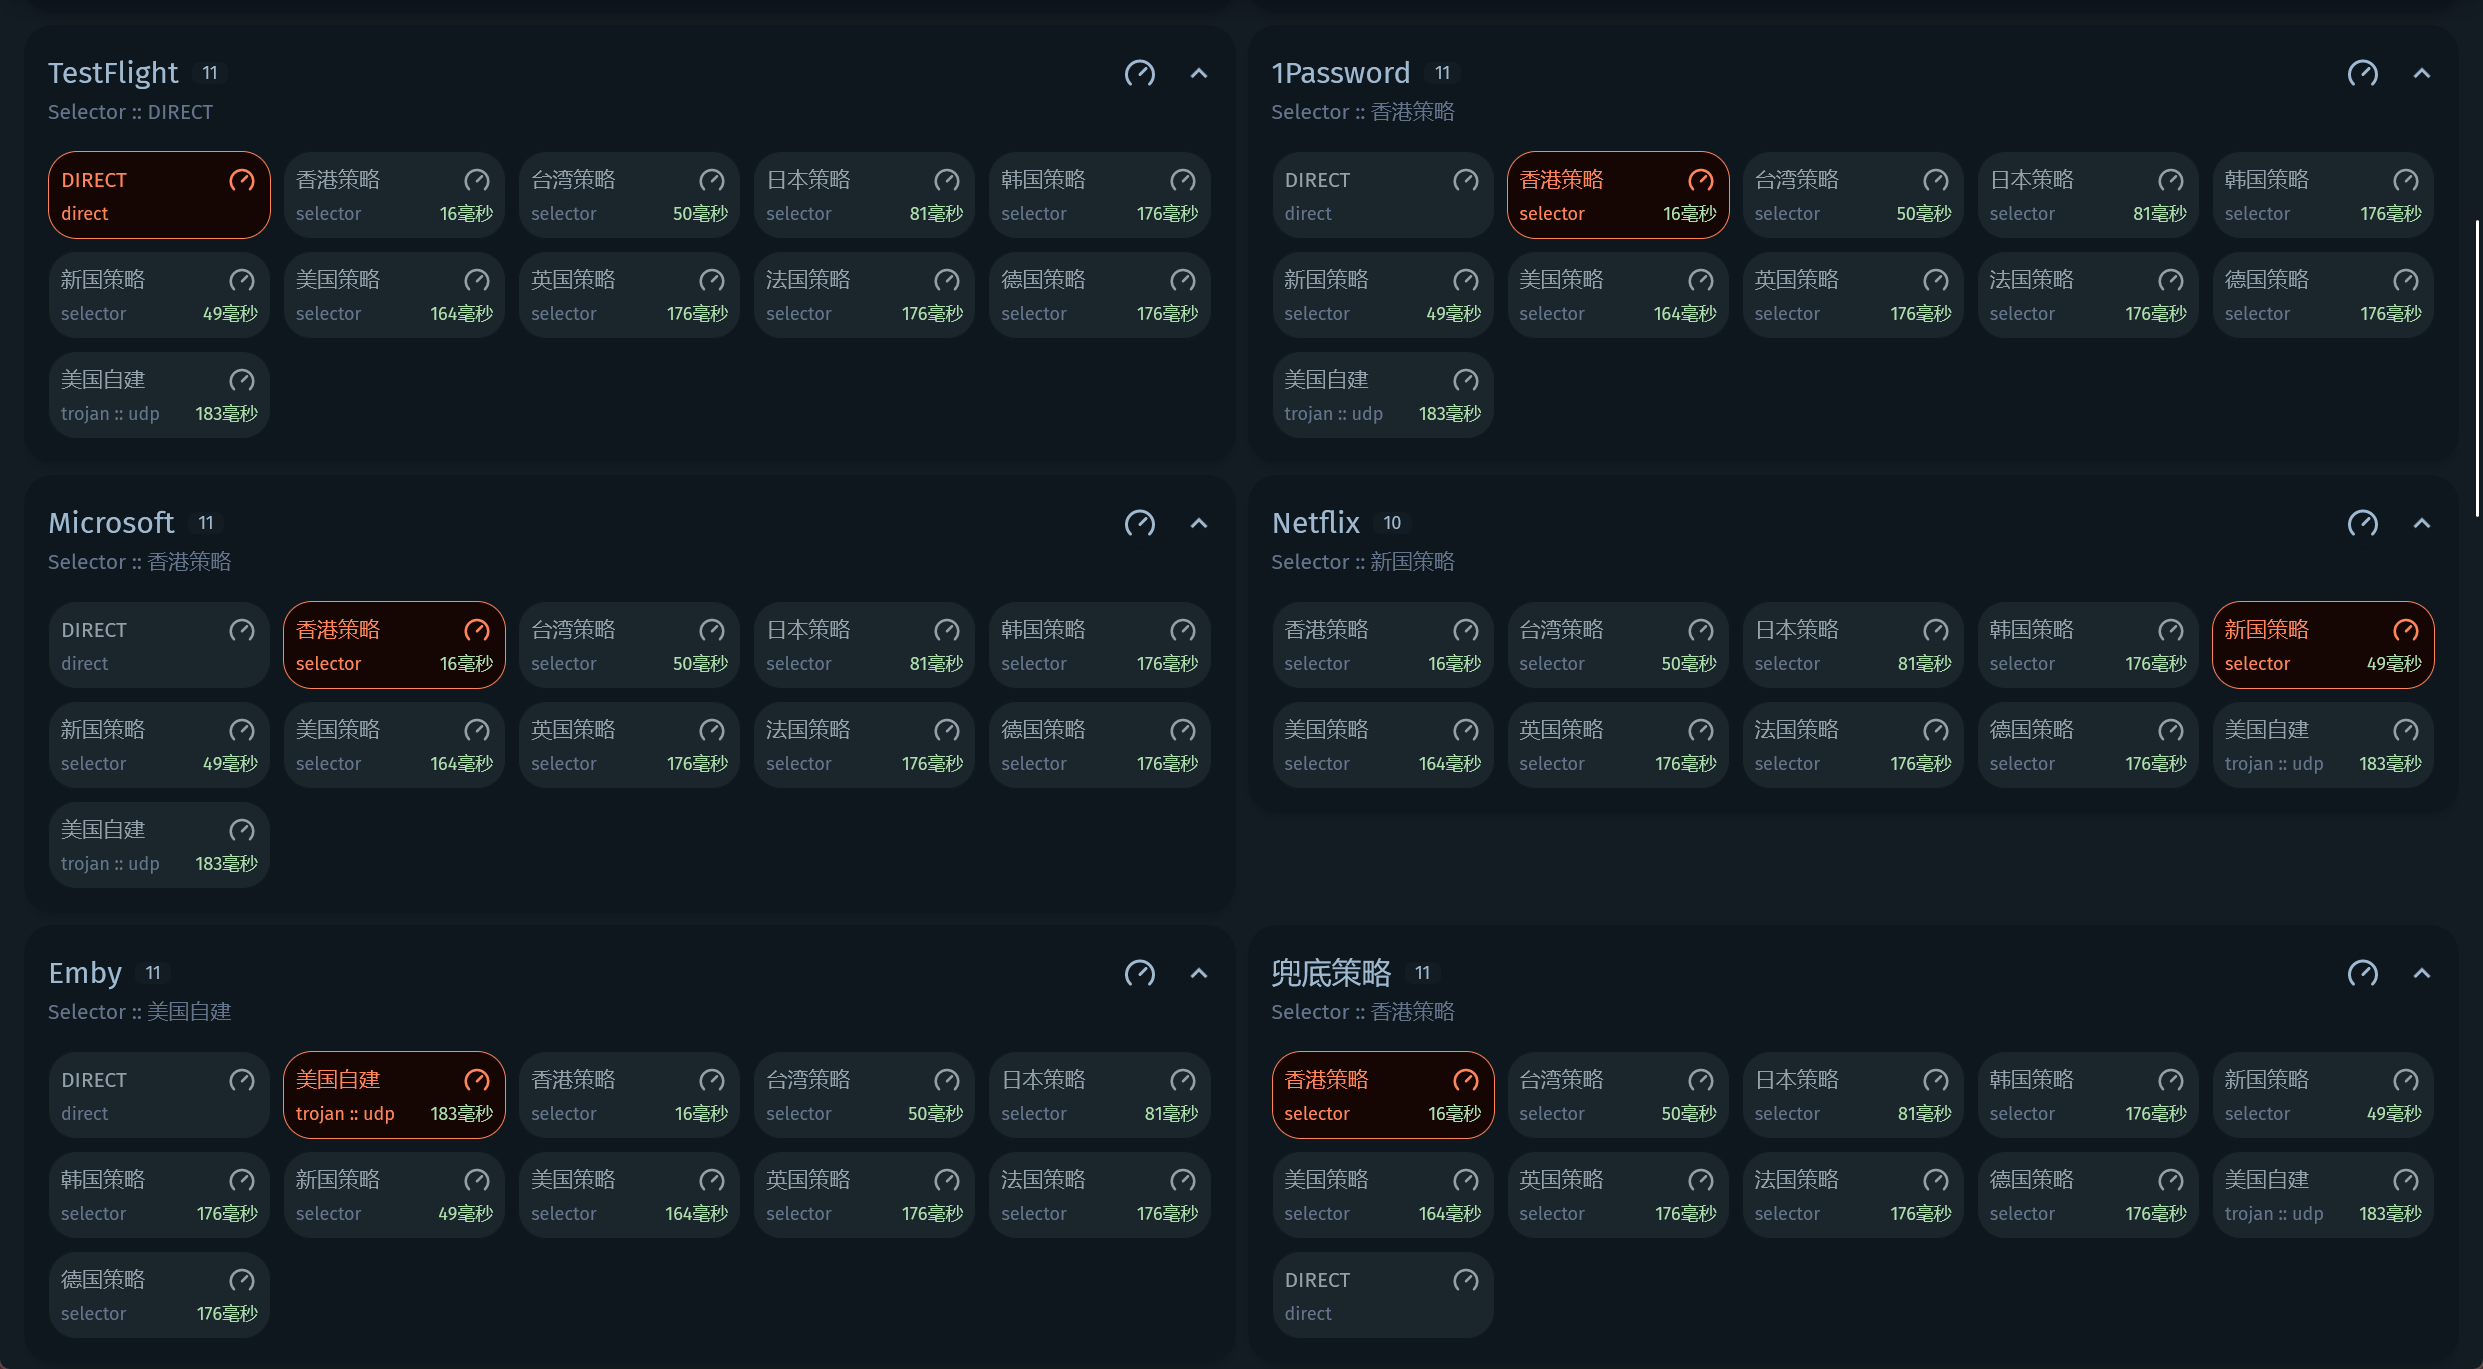 TestFlight 11
Selector :: DIRECT
DIRECT
direct
香港策略
selector 16毫秒
台湾策略
selector 50毫秒
日本策略
selector 81毫秒
韩国策略
selector 176毫秒
新国策略
selector 49毫秒
美国策略
selector 164毫秒
英国策略
selector 176毫秒
法国策略
selector 176毫秒
德国策略
selector 176毫秒
美国自建
trojan :: udp 183毫秒
1Password 11
Selector :: 香港策略
DIRECT
direct
香港策略
selector 16毫秒
台湾策略
selector 50毫秒
日本策略
selector 81毫秒
韩国策略
selector 176毫秒
新国策略
selector 49毫秒
美国策略
selector 164毫秒
英国策略
selector 176毫秒
法国策略
selector 176毫秒
德国策略
selector 176毫秒
美国自建
trojan :: udp 183毫秒
Microsoft 11
Selector :: 香港策略
DIRECT
direct
香港策略
selector 16毫秒
台湾策略
selector 50毫秒
日本策略
selector 81毫秒
韩国策略
selector 176毫秒
新国策略
selector 49毫秒
美国策略
selector 164毫秒
英国策略
selector 176毫秒
法国策略
selector 176毫秒
德国策略
selector 176毫秒
美国自建
trojan :: udp 183毫秒
Netflix 10
Selector :: 新国策略
香港策略
selector 16毫秒
台湾策略
selector 50毫秒
日本策略
selector 81毫秒
韩国策略
selector 176毫秒
新国策略
selector 49毫秒
美国策略
selector 164毫秒
英国策略
selector 176毫秒
法国策略
selector 176毫秒
德国策略
selector 176毫秒
美国自建
trojan :: udp 183毫秒
Emby 11
Selector :: 美国自建
DIRECT
direct
美国自建
trojan :: udp 183毫秒
香港策略
selector 16毫秒
台湾策略
selector 50毫秒
日本策略
selector 81毫秒
韩国策略
selector 176毫秒
新国策略
selector 49毫秒
美国策略
selector 164毫秒
英国策略
selector 176毫秒
法国策略
selector 176毫秒
德国策略
selector 176毫秒
兜底策略 11
Selector :: 香港策略
香港策略
selector 16毫秒
台湾策略
selector 50毫秒
日本策略
selector 81毫秒
韩国策略
selector 176毫秒
新国策略
selector 49毫秒
美国策略
selector 164毫秒
英国策略
selector 176毫秒
法国策略
selector 176毫秒
德国策略
selector 176毫秒
美国自建
trojan :: udp 183毫秒
DIRECT
direct